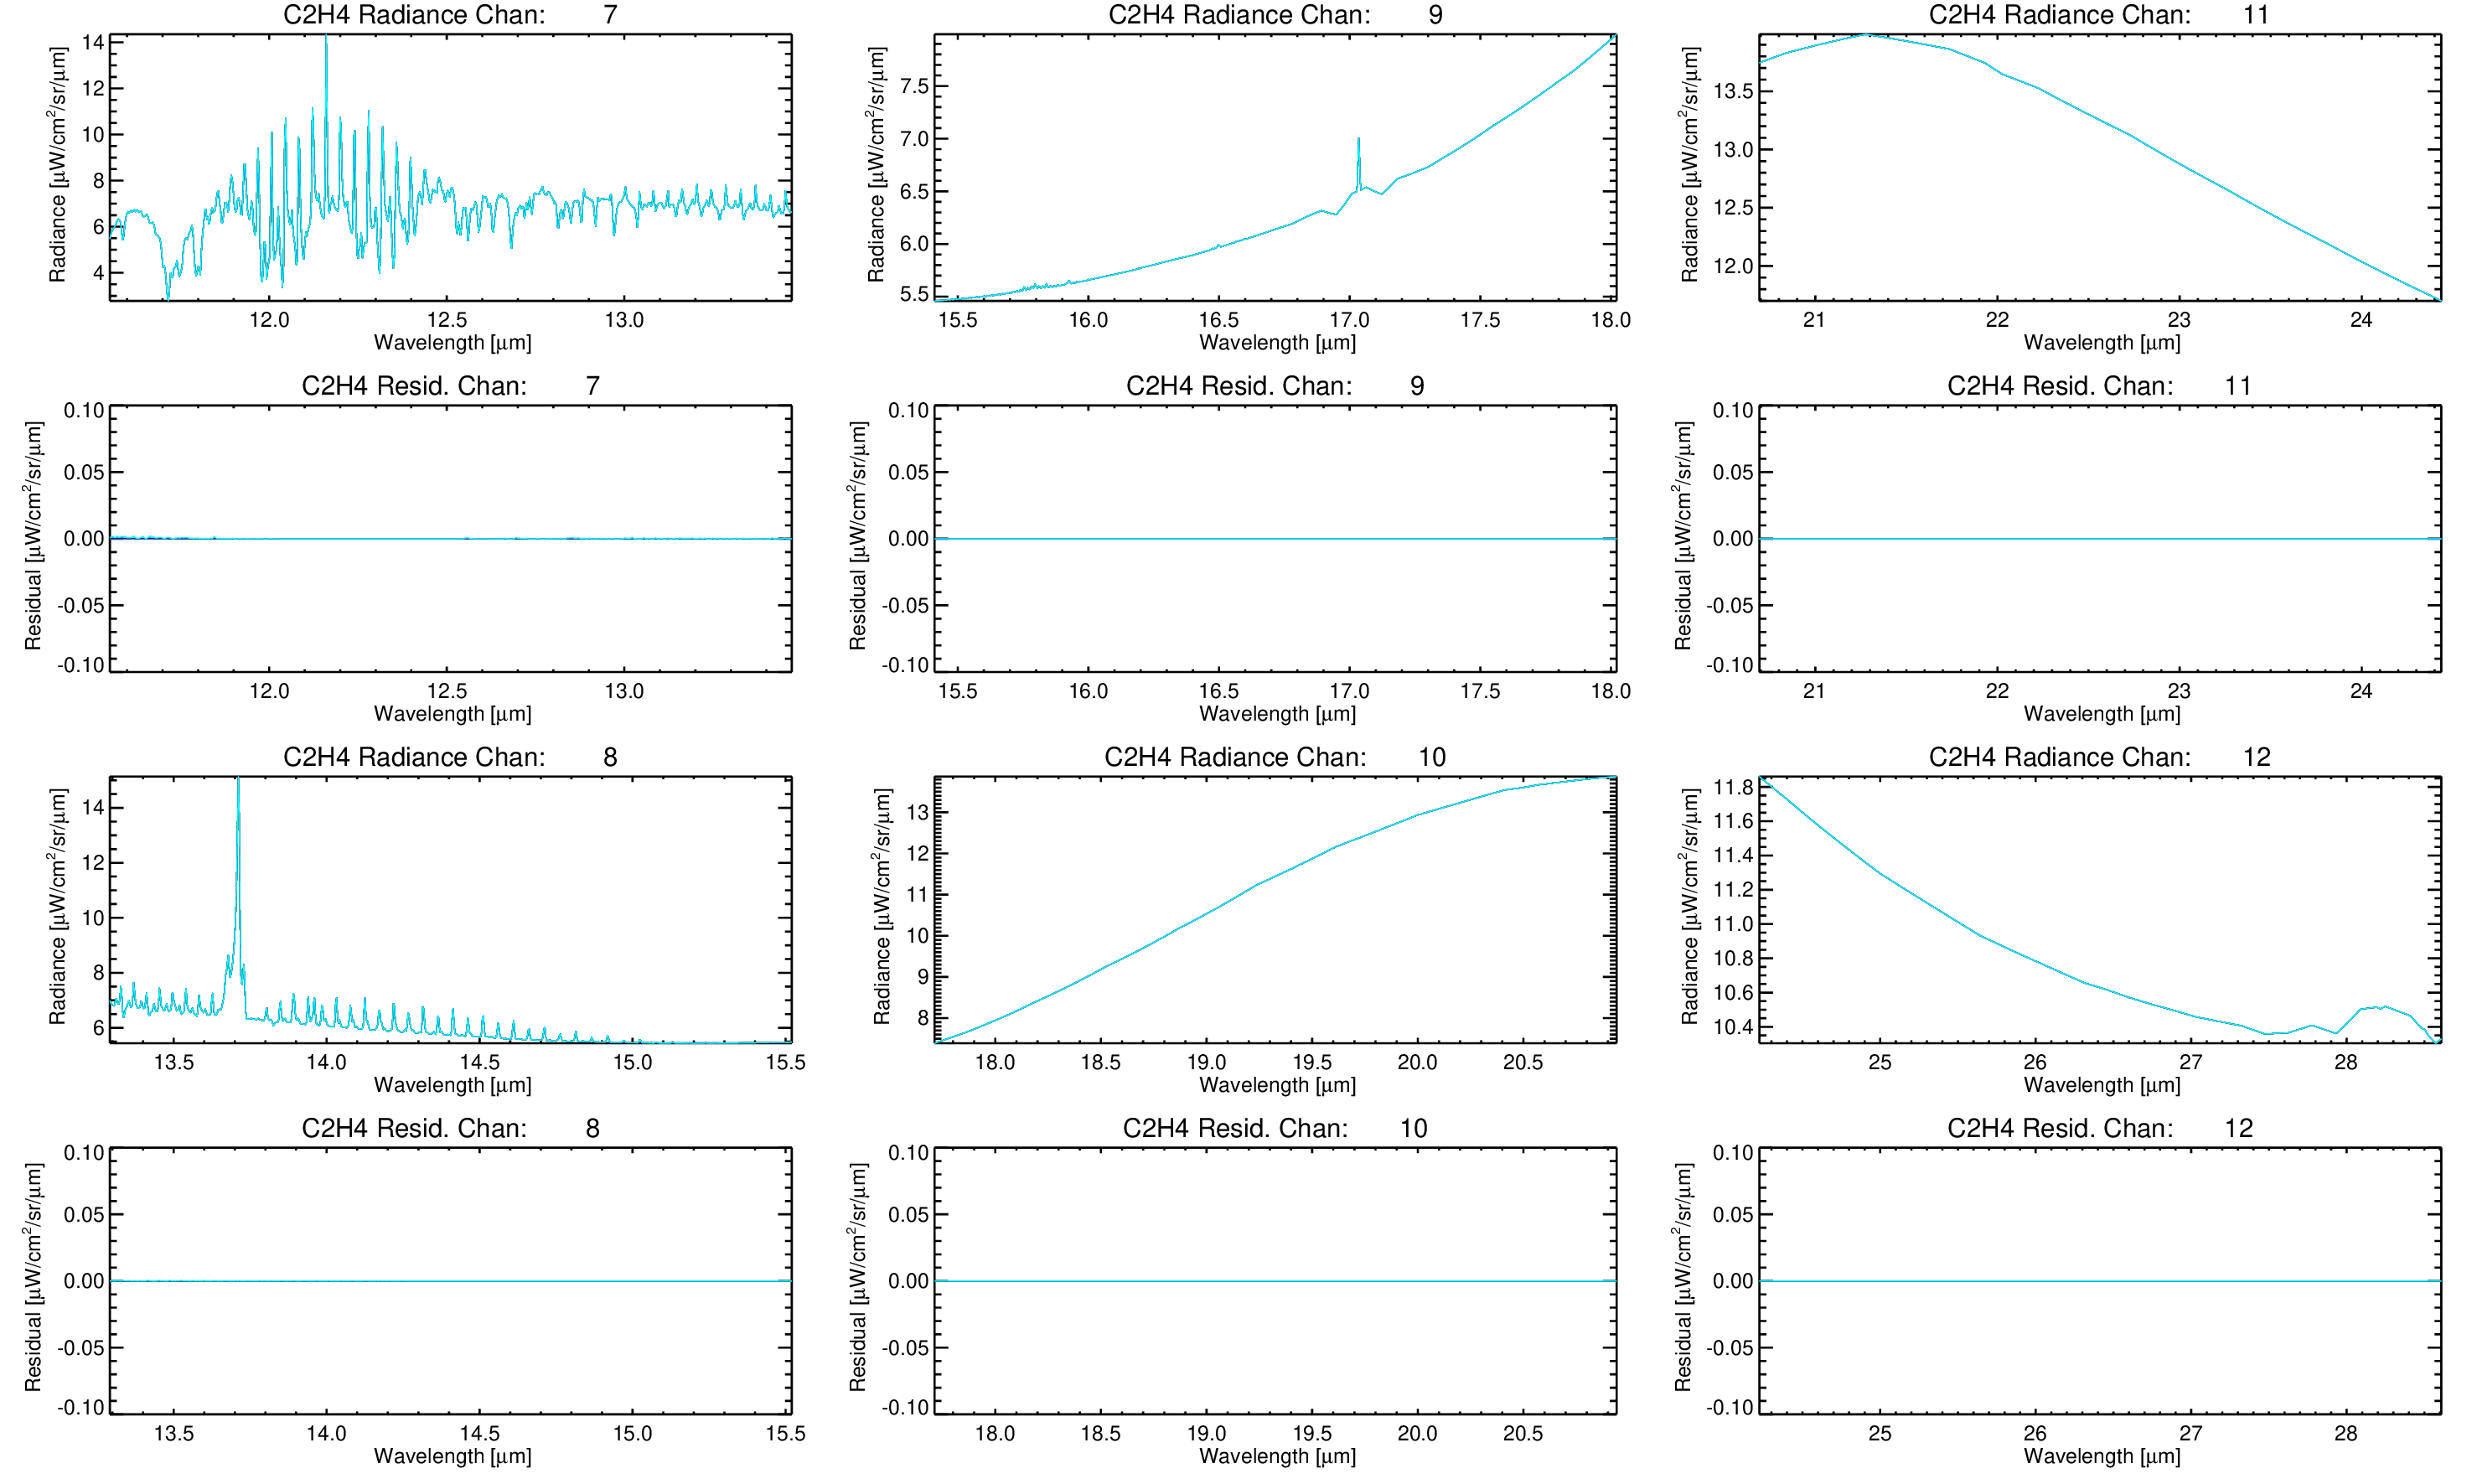 C2H4 Radiance Chan: 7
Radiance [μW/cm²/sr/μm]
14
12
10
8
6
4
12.0 12.5 13.0
Wavelength [μm]
C2H4 Radiance Chan: 9
Radiance [μW/cm²/sr/μm]
7.5
7.0
6.5
6.0
5.5
15.5 16.0 16.5 17.0 17.5 18.0
Wavelength [μm]
C2H4 Radiance Chan: 11
Radiance [μW/cm²/sr/μm]
13.5
13.0
12.5
12.0
21 22 23 24
Wavelength [μm]
C2H4 Resid. Chan: 7
Residual [μW/cm²/sr/μm]
0.10
0.05
0.00
-0.05
-0.10
12.0 12.5 13.0
Wavelength [μm]
C2H4 Resid. Chan: 9
Residual [μW/cm²/sr/μm]
0.10
0.05
0.00
-0.05
-0.10
15.5 16.0 16.5 17.0 17.5 18.0
Wavelength [μm]
C2H4 Resid. Chan: 11
Residual [μW/cm²/sr/μm]
0.10
0.05
0.00
-0.05
-0.10
21 22 23 24
Wavelength [μm]
C2H4 Radiance Chan: 8
Radiance [μW/cm²/sr/μm]
14
12
10
8
6
13.5 14.0 14.5 15.0 15.5
Wavelength [μm]
C2H4 Radiance Chan: 10
Radiance [μW/cm²/sr/μm]
13
12
11
10
9
8
18.0 18.5 19.0 19.5 20.0 20.5
Wavelength [μm]
C2H4 Radiance Chan: 12
Radiance [μW/cm²/sr/μm]
11.8
11.6
11.4
11.2
11.0
10.8
10.6
10.4
25 26 27 28
Wavelength [μm]
C2H4 Resid. Chan: 8
Residual [μW/cm²/sr/μm]
0.10
0.05
0.00
-0.05
-0.10
13.5 14.0 14.5 15.0 15.5
Wavelength [μm]
C2H4 Resid. Chan: 10
Residual [μW/cm²/sr/μm]
0.10
0.05
0.00
-0.05
-0.10
18.0 18.5 19.0 19.5 20.0 20.5
Wavelength [μm]
C2H4 Resid. Chan: 12
Residual [μW/cm²/sr/μm]
0.10
0.05
0.00
-0.05
-0.10
25 26 27 28
Wavelength [μm]